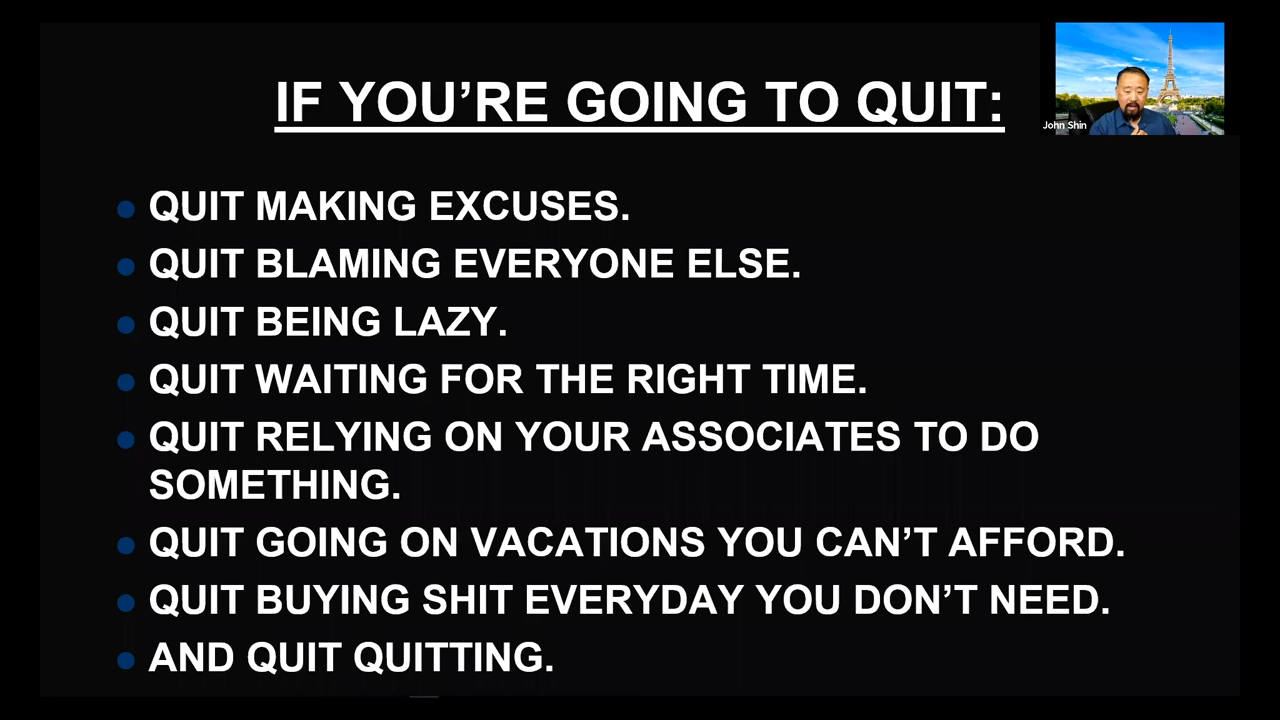 IF YOU’RE GOING TO QUIT:
John Shin
● QUIT MAKING EXCUSES.
● QUIT BLAMING EVERYONE ELSE.
● QUIT BEING LAZY.
● QUIT WAITING FOR THE RIGHT TIME.
● QUIT RELYING ON YOUR ASSOCIATES TO DO
SOMETHING.
● QUIT GOING ON VACATIONS YOU CAN’T AFFORD.
● QUIT BUYING SHIT EVERYDAY YOU DON’T NEED.
● AND QUIT QUITTING.